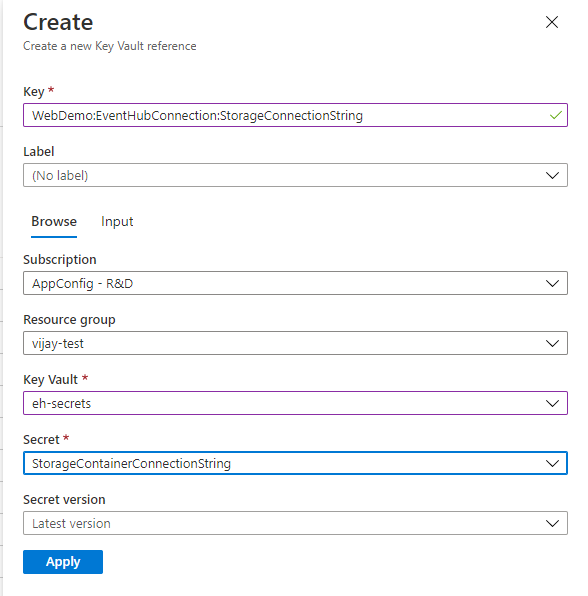 Create
Create a new Key Vault reference
Key *
WebDemo:EventHubConnection:StorageConnectionString
Label
(No label)
Browse Input
Subscription
AppConfig - R&D
Resource group
vijay-test
Key Vault *
eh-secrets
Secret *
StorageContainerConnectionString
Secret version
Latest version
Apply